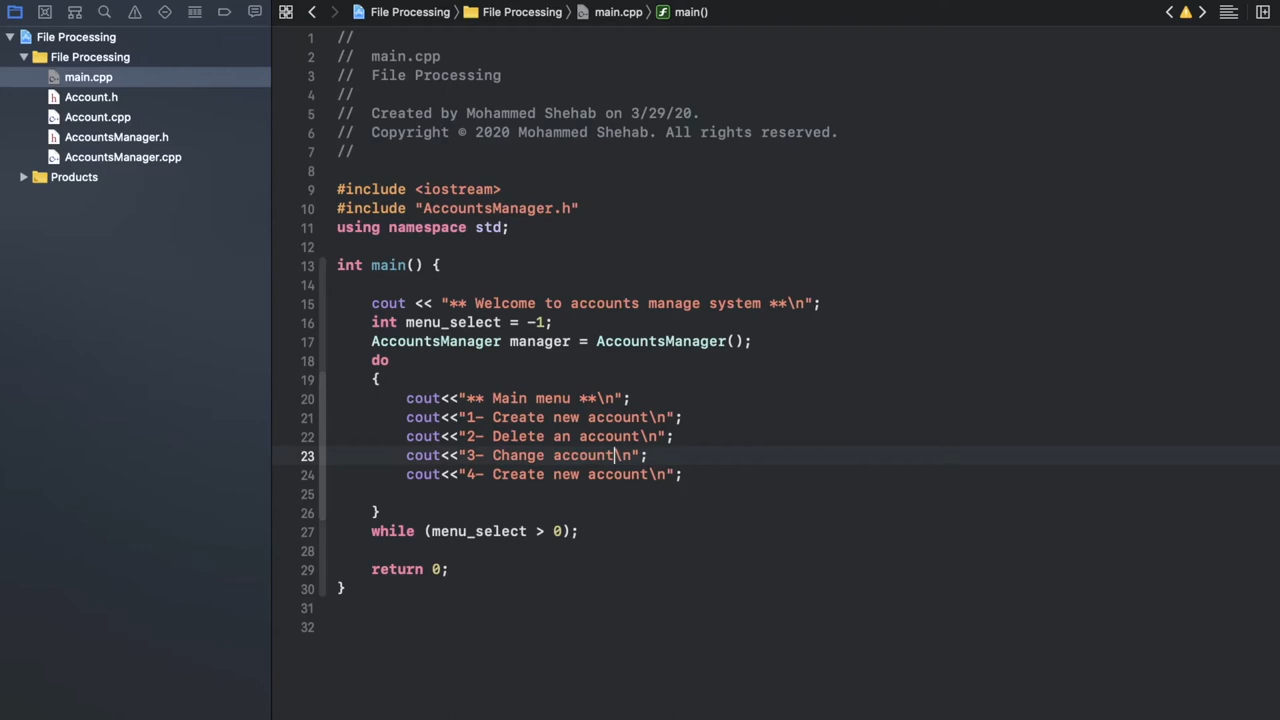 File Processing
File Processing
main.cpp
Account.h
Account.cpp
AccountsManager.h
AccountsManager.cpp
Products
File Processing File Processing main.cpp main()
1 //
2 // main.cpp
3 // File Processing
4 //
5 // Created by Mohammed Shehab on 3/29/20.
6 // Copyright © 2020 Mohammed Shehab. All rights reserved.
7 //
8
9 #include <iostream>
10 #include "AccountsManager.h"
11 using namespace std;
12
13 int main() {
14
15 cout << "** Welcome to accounts manage system **\n";
16 int menu_select = -1;
17 AccountsManager manager = AccountsManager();
18 do
19 {
20 cout<<"** Main menu **\n";
21 cout<<"1- Create new account\n";
22 cout<<"2- Delete an account\n";
23 cout<<"3- Change account\n";
24 cout<<"4- Create new account\n";
25
26 }
27 while (menu_select > 0);
28
29 return 0;
30 }
31
32